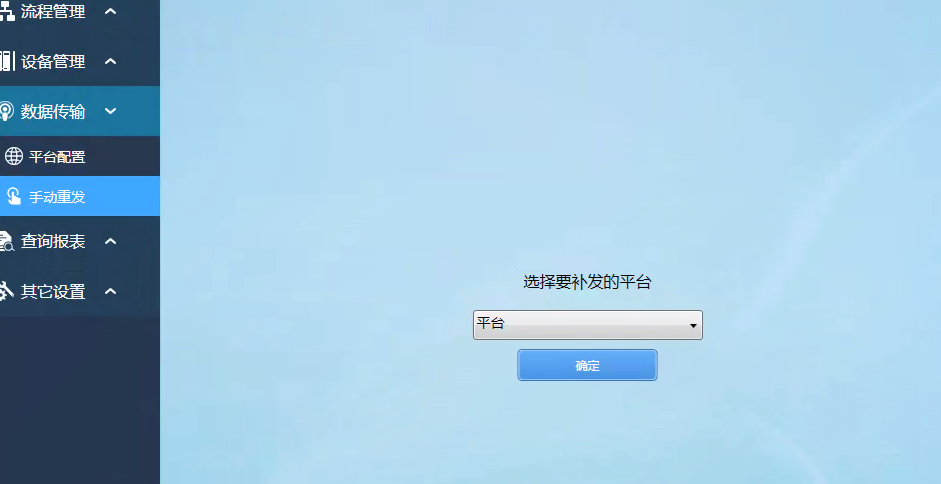 流程管理
设备管理
数据传输
平台配置
手动重发
查询报表
其它设置
选择要补发的平台
平台
确定